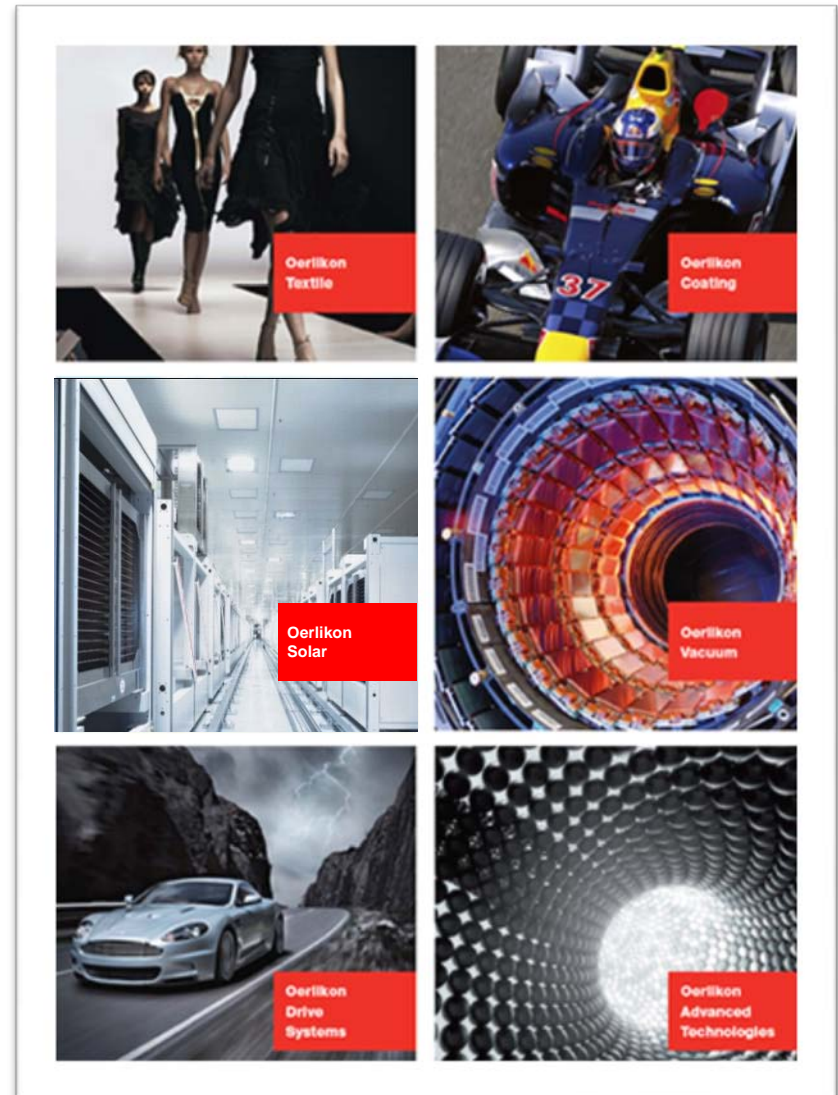 Oerlikon
Textile
Oerlikon
Coating
37
Oerlikon
Solar
Oerlikon
Vacuum
Oerlikon
Drive
Systems
Oerlikon
Advanced
Technologies